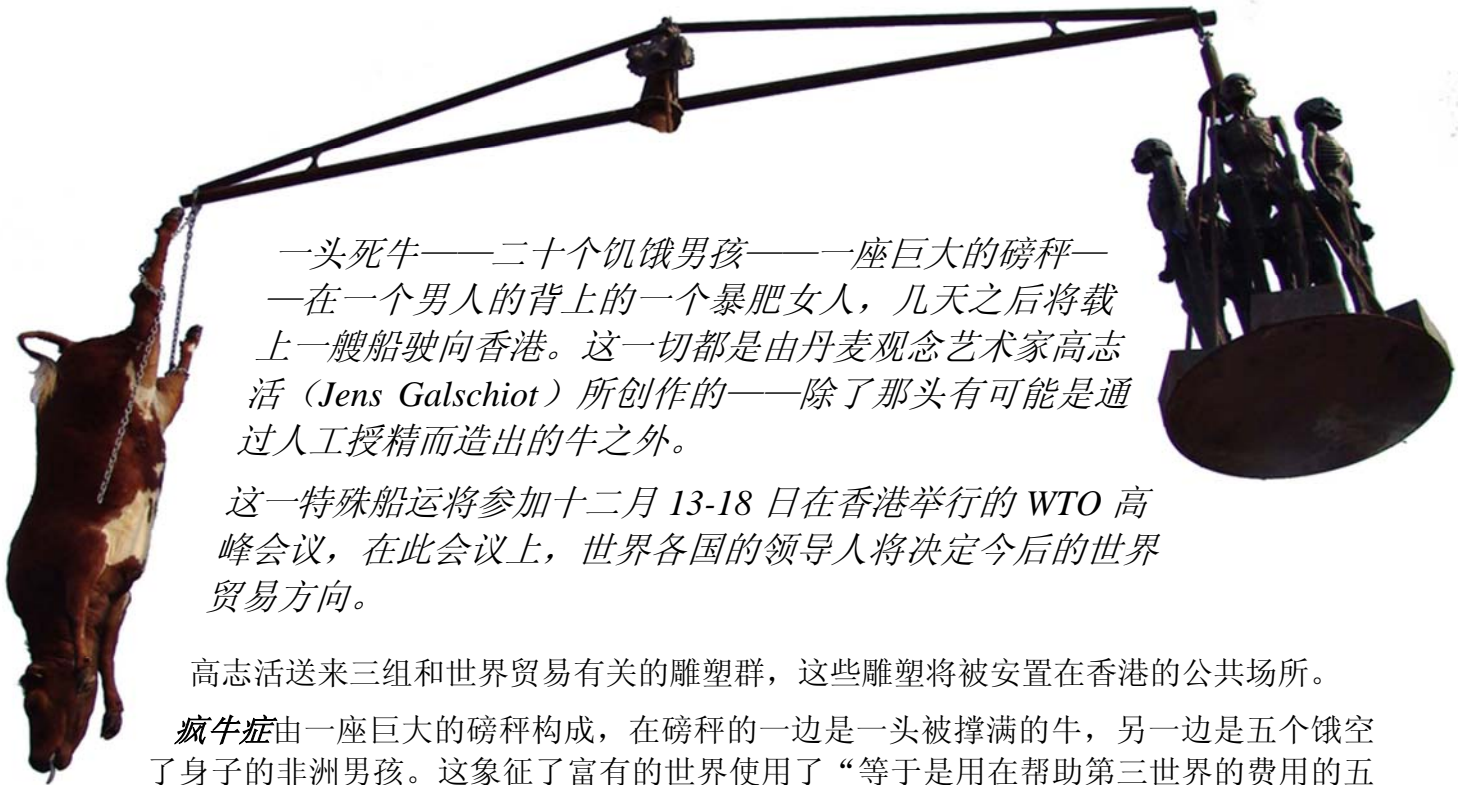 一头死牛——二十个饥饿男孩——一座巨大的磅秤—
—在一个男人的背上的一个暴肥女人，几天之后将载
上一艘船驶向香港。这一切都是由丹麦观念艺术家高志
活（Jens Galschiot）所创作的——除了那头有可能是通
过人工授精而造出的牛之外。
这一特殊船运将参加十二月 13-18 日在香港举行的 WTO 高
峰会议，在此会议上，世界各国的领导人将决定今后的世界
贸易方向。
高志活送来三组和世界贸易有关的雕塑群，这些雕塑将被安置在香港的公共场所。
疯牛症由一座巨大的磅秤构成，在磅秤的一边是一头被撑满的牛，另一边是五个饿空
了身子的非洲男孩。这象征了富有的世界使用了“等于是用在帮助第三世界的费用的五